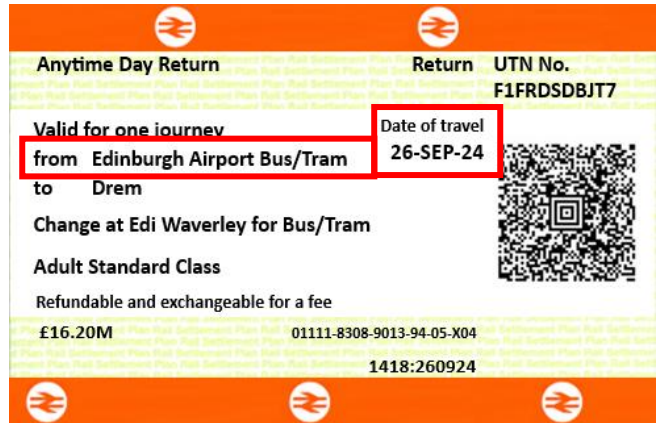 Anytime Day Return Return UTN No.
F1FRDSDBJT7
Valid for one journey Date of travel
from Edinburgh Airport Bus/Tram 26-SEP-24
to Drem
Change at Edi Waverley for Bus/Tram
Adult Standard Class
Refundable and exchangeable for a fee
£16.20M 01111-8308-9013-94-05-X04
1418:260924